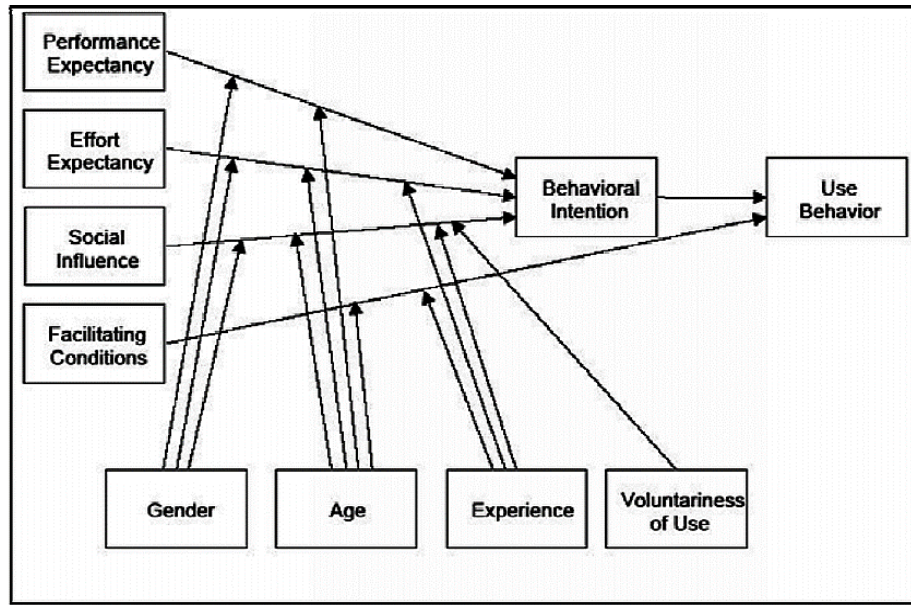 Performance
Expectancy
Effort
Expectancy
Social
Influence
Facilitating
Conditions
Behavioral
Intention
Use
Behavior
Gender
Age
Experience
Voluntariness
of Use